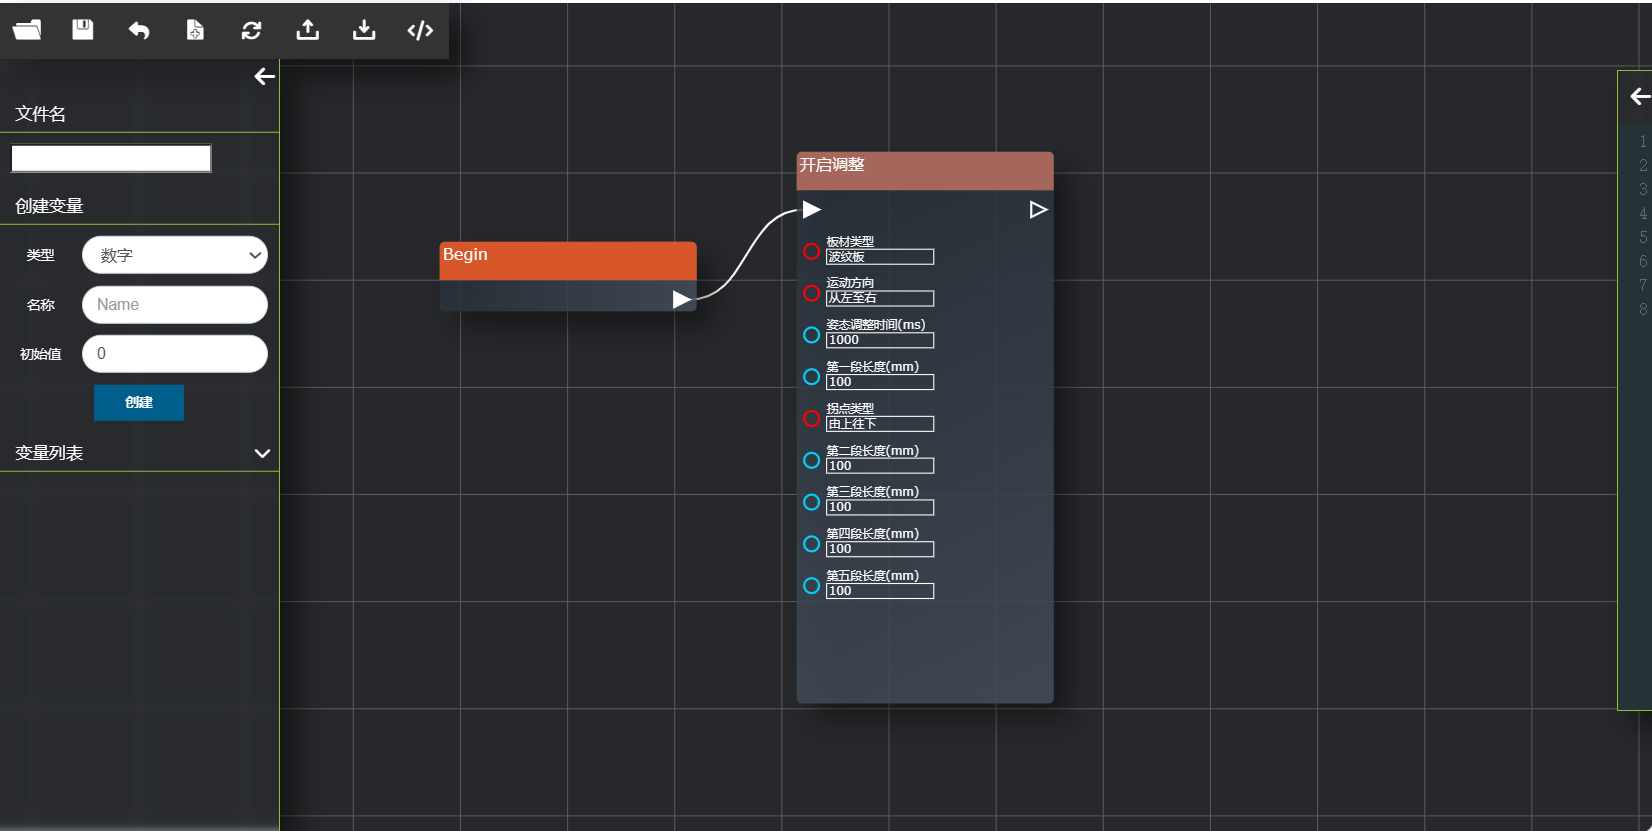 文件名
创建变量
类型
数字
名称
Name
初始值
0
创建
变量列表
Begin
开启调整
板材类型
波纹板
运动方向
从左至右
姿态调整时间(ms)
1000
第一段长度(mm)
100
拐点类型
由上往下
第二段长度(mm)
100
第三段长度(mm)
100
第四段长度(mm)
100
第五段长度(mm)
100
1
2
3
4
5
6
7
8